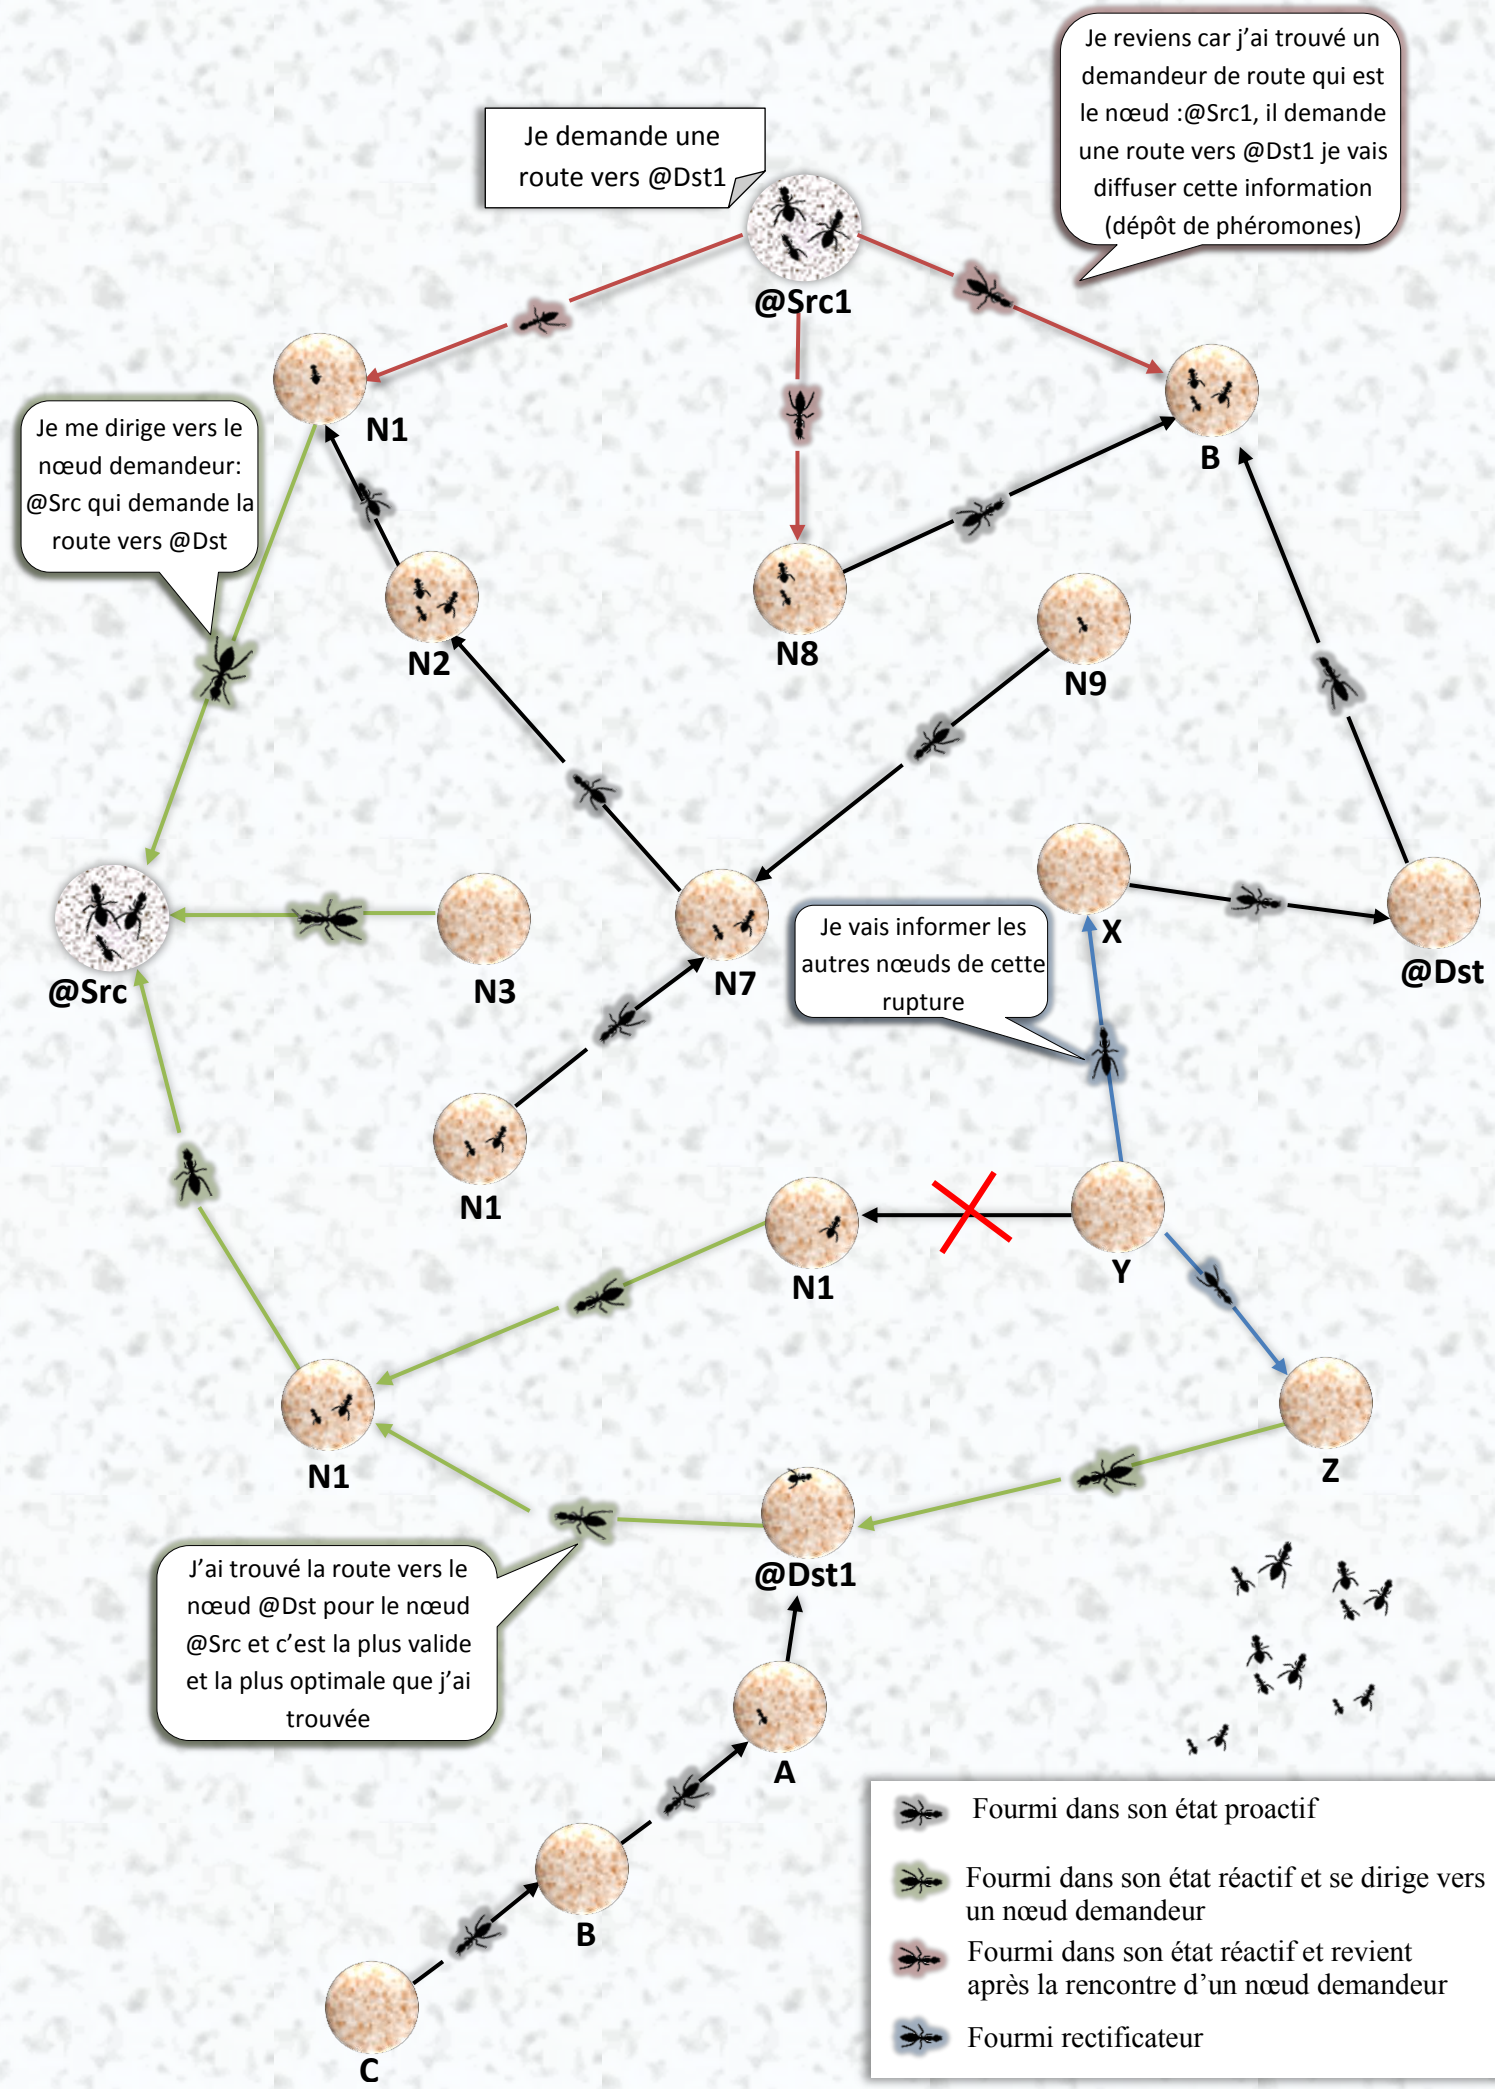 Je reviens car j'ai trouvé un
demandeur de route qui est
le nœud :@Src1, il demande
une route vers @Dst1 je vais
diffuser cette information
(dépôt de phéromones)
Je demande une
route vers @Dst1
@Src1
N1
B
Je me dirige vers le
nœud demandeur:
@Src qui demande la
route vers @Dst
N2
N8
N9
@Src
N3
N7
Je vais informer les
autres nœuds de cette
rupture
X
@Dst
N1
N1
Y
N1
Z
@Dst1
J'ai trouvé la route vers le
nœud @Dst pour le nœud
@Src et c'est la plus valide
et la plus optimale que j'ai
trouvée
A
B
C
Fourmi dans son état proactif
Fourmi dans son état réactif et se dirige vers
un nœud demandeur
Fourmi dans son état réactif et revient
après la rencontre d'un nœud demandeur
Fourmi rectificateur